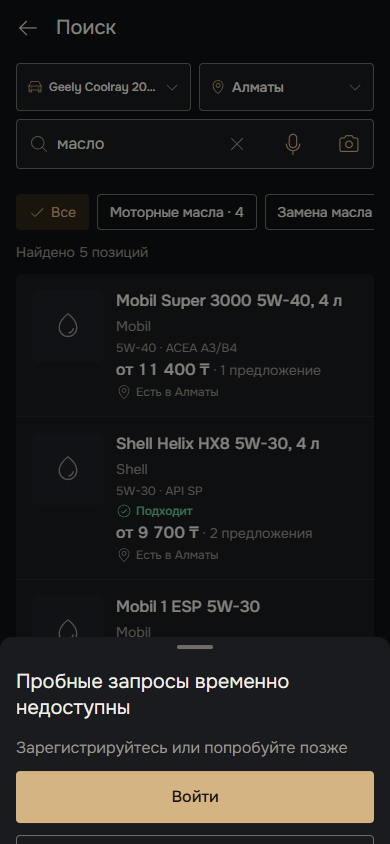 Поиск
Geely Coolray 20...
Алматы
масло
Все
Моторные масла · 4
Замена масла
Найдено 5 позиций
Mobil Super 3000 5W-40, 4 л
Mobil
5W-40 · ACEA A3/B4
от 11 400 ₸ · 1 предложение
Есть в Алматы
Shell Helix HX8 5W-30, 4 л
Shell
5W-30 · API SP
Подходит
от 9 700 ₸ · 2 предложения
Есть в Алматы
Mobil 1 ESP 5W-30
Mobil
Пробные запросы временно
недоступны
Зарегистрируйтесь или попробуйте позже
Войти